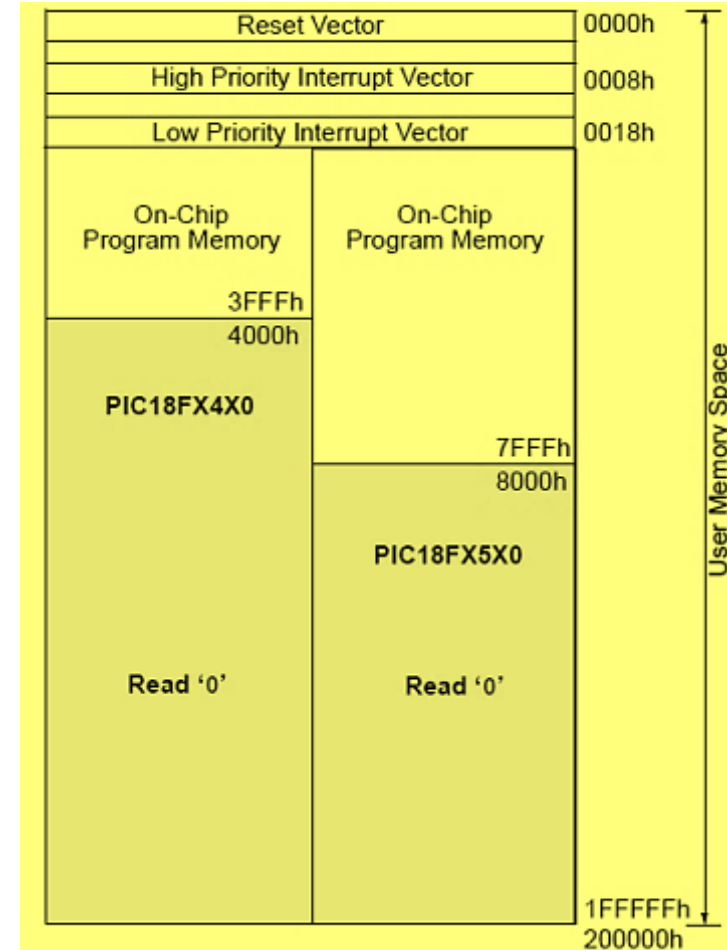 Reset Vector
0000h
High Priority Interrupt Vector
0008h
Low Priority Interrupt Vector
0018h
On-Chip
Program Memory
3FFFh
4000h
PIC18FX4X0
Read ‘0’
On-Chip
Program Memory
7FFFh
8000h
PIC18FX5X0
Read ‘0’
User Memory Space
1FFFFFh
200000h